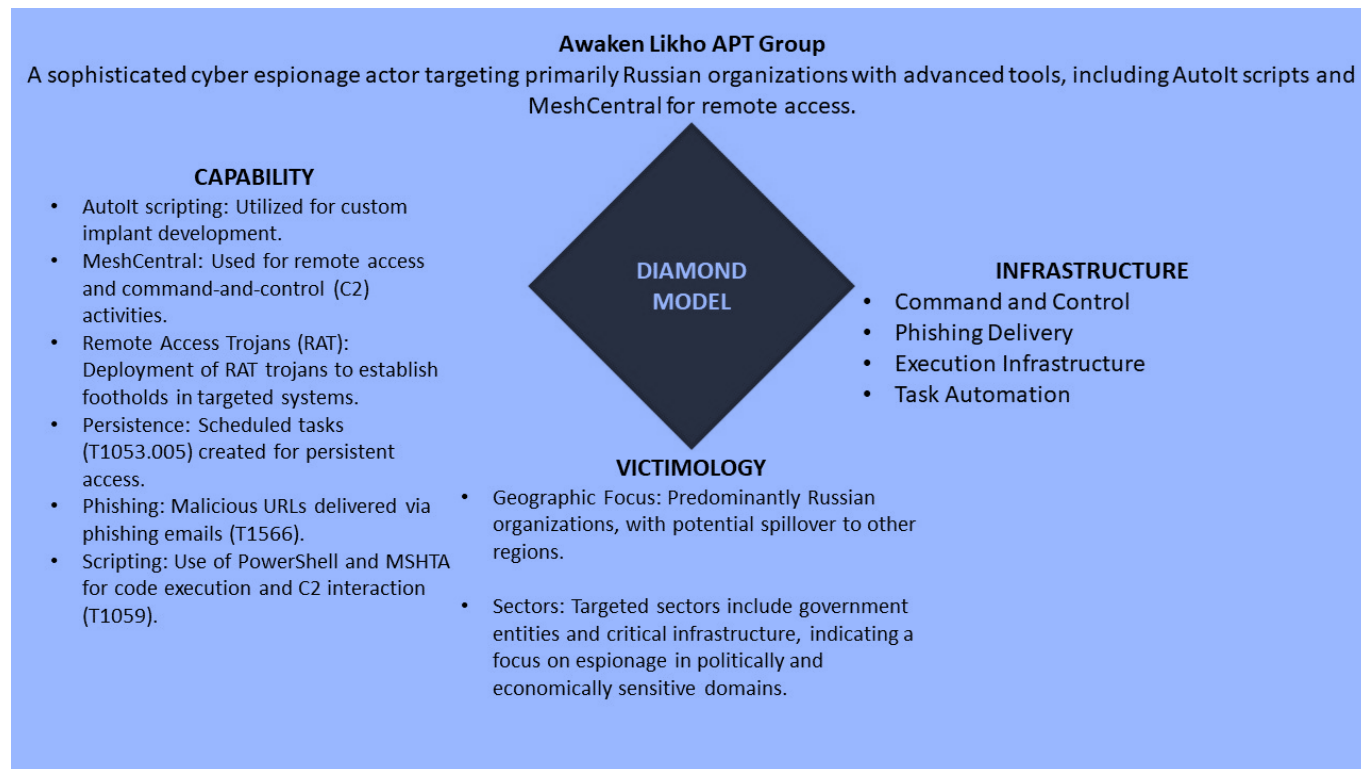 Awaken Likho APT Group
A sophisticated cyber espionage actor targeting primarily Russian organizations with advanced tools, including AutoIt scripts and
MeshCentral for remote access.
CAPABILITY
• AutoIt scripting: Utilized for custom
implant development.
• MeshCentral: Used for remote access
and command-and-control (C2)
activities.
• Remote Access Trojans (RAT):
Deployment of RAT trojans to establish
footholds in targeted systems.
• Persistence: Scheduled tasks
(T1053.005) created for persistent
access.
• Phishing: Malicious URLs delivered via
phishing emails (T1566).
• Scripting: Use of PowerShell and MSHTA
for code execution and C2 interaction
(T1059).
DIAMOND
MODEL
INFRASTRUCTURE
• Command and Control
• Phishing Delivery
• Execution Infrastructure
• Task Automation
VICTIMOLOGY
• Geographic Focus: Predominantly Russian
organizations, with potential spillover to other
regions.
• Sectors: Targeted sectors include government
entities and critical infrastructure, indicating a
focus on espionage in politically and
economically sensitive domains.